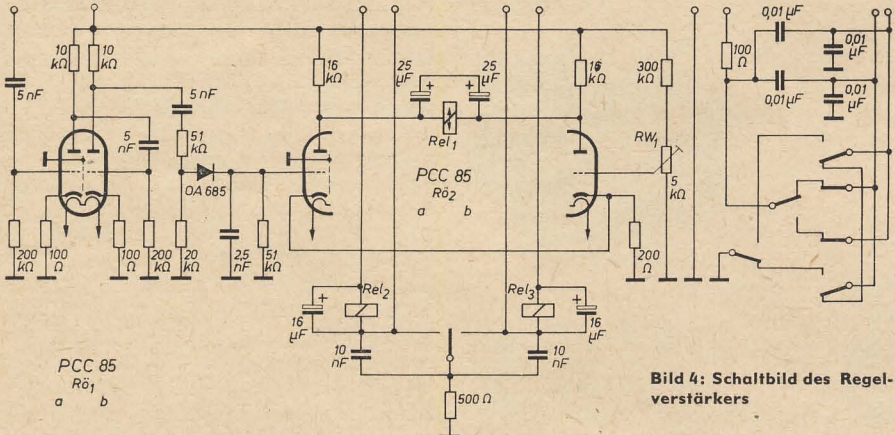 10
kΩ
10
kΩ
5 nF
5 nF
5
nF
51
kΩ
OA 685
200
kΩ
100
Ω
100
Ω
200
kΩ
20
kΩ
2,5
nF
51
kΩ
PCC 85
Rö1
a b
16
kΩ
25
µF
+
+
25
µF
Rel1
PCC 85
Rö2
a b
16
kΩ
300
kΩ
RW1
5
kΩ
200
Ω
Rel2
+
16
µF
10
nF
Rel3
+
16
µF
10
nF
500 Ω
100
Ω
0,01 µF
0,01
µF
0,01 µF
0,01
µF
Bild 4: Schaltbild des Regel-
verstärkers